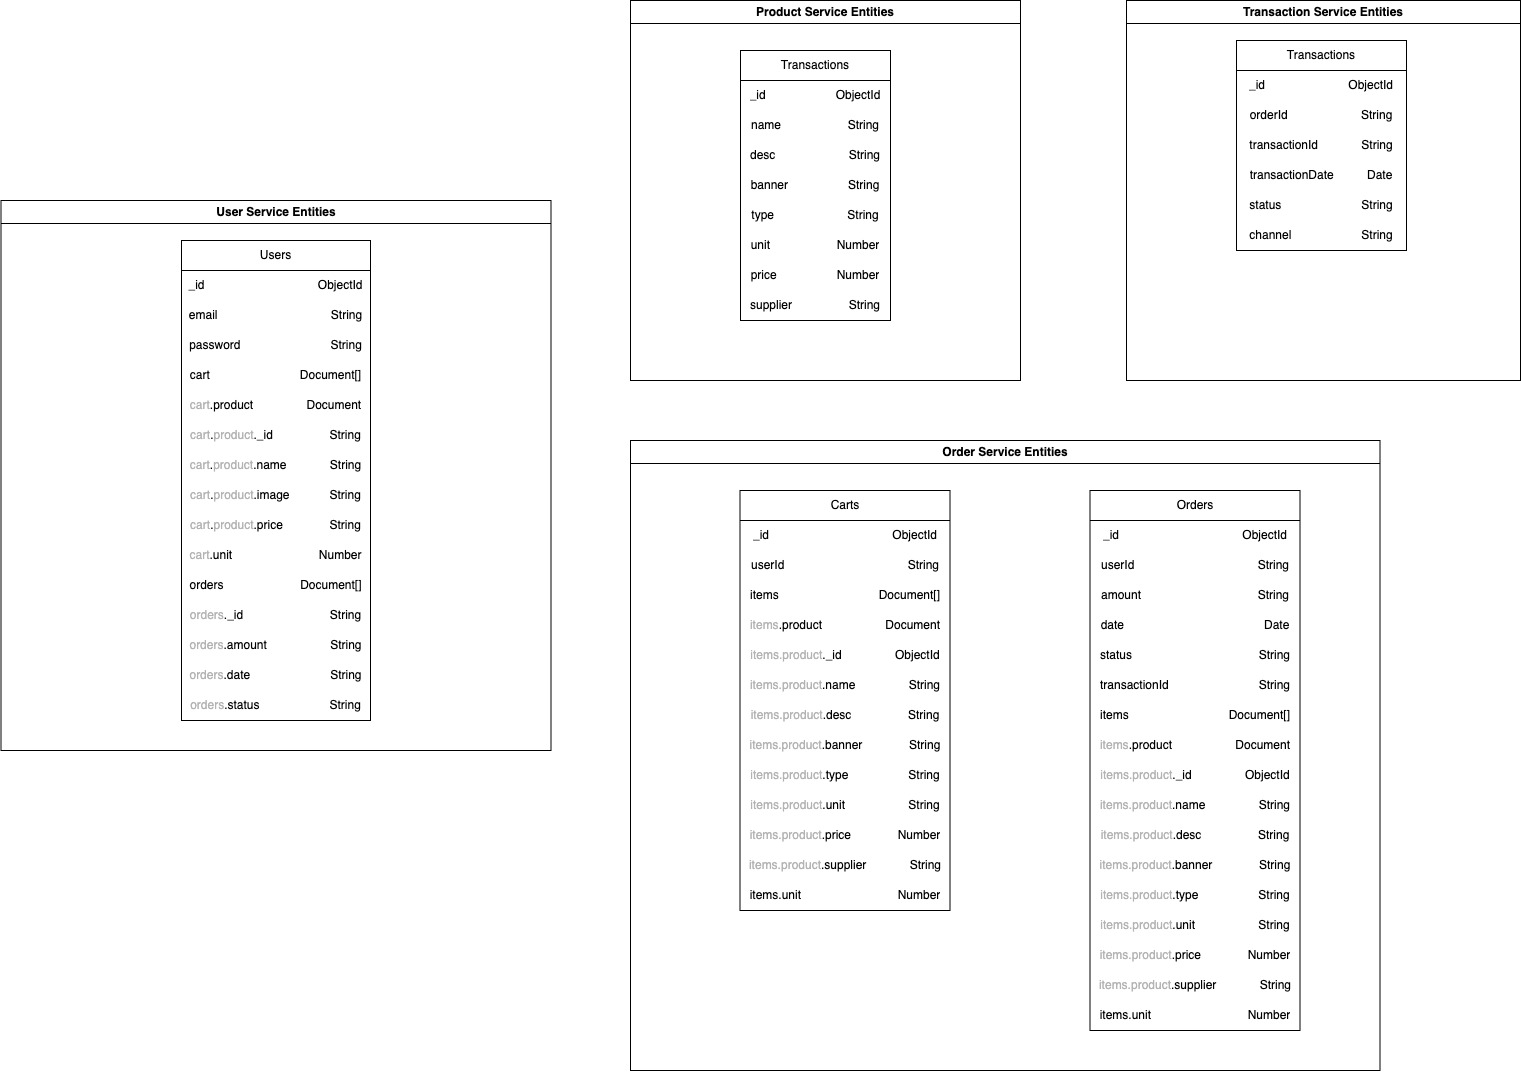 Product Service Entities
Transactions
_id ObjectId
name String
desc String
banner String
type String
unit Number
price Number
supplier String
Transaction Service Entities
Transactions
_id ObjectId
orderId String
transactionId String
transactionDate Date
status String
channel String
User Service Entities
Users
_id ObjectId
email String
password String
cart Document[]
cart.product Document
cart.product._id String
cart.product.name String
cart.product.image String
cart.product.price String
cart.unit Number
orders Document[]
orders._id String
orders.amount String
orders.date String
orders.status String
Order Service Entities
Carts
_id ObjectId
userId String
items Document[]
items.product Document
items.product._id ObjectId
items.product.name String
items.product.desc String
items.product.banner String
items.product.type String
items.product.unit String
items.product.price Number
items.product.supplier String
items.unit Number
Orders
_id ObjectId
userId String
amount String
date Date
status String
transactionId String
items Document[]
items.product Document
items.product._id ObjectId
items.product.name String
items.product.desc String
items.product.banner String
items.product.type String
items.product.unit String
items.product.price Number
items.product.supplier String
items.unit Number